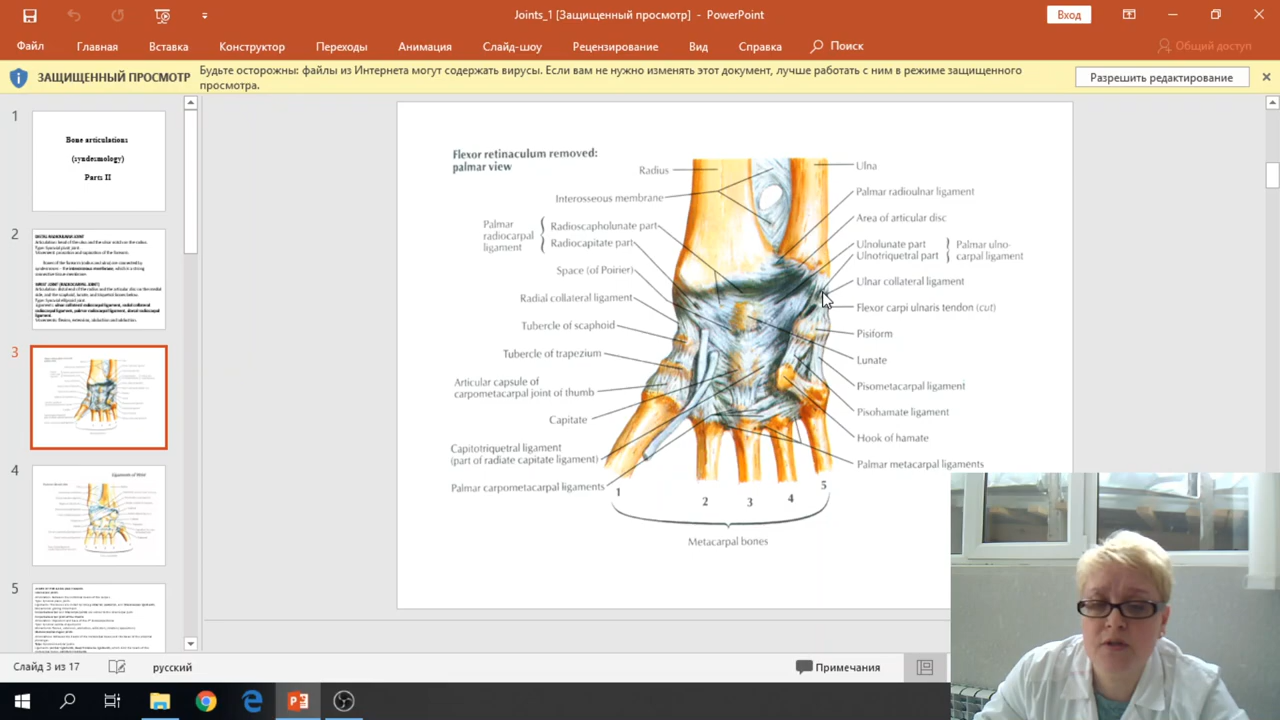 Joints_1 [Защищенный просмотр] - PowerPoint
Вход
Файл
Главная
Вставка
Конструктор
Переходы
Анимация
Слайд-шоу
Рецензирование
Вид
Справка
Поиск
Общий доступ
ЗАЩИЩЕННЫЙ ПРОСМОТР
Будьте осторожны: файлы из Интернета могут содержать вирусы. Если вам не нужно изменять этот документ, лучше работать с ним в режиме защищенного
просмотра.
Разрешить редактирование
1
Bone articulations
(syndesmology)
Parts II
2
3
4
5
Flexor retinaculum removed:
palmar view
Radius
Interosseous membrane
Palmar
radiocarpal
ligament
Radioscapholunate part
Radiocapitate part
Space (of Poirier)
Radial collateral ligament
Tubercle of scaphoid
Tubercle of trapezium
Articular capsule of
carpometacarpal joint of thumb
Capitate
Capitotriquetral ligament
(part of radiate capitate ligament)
Palmar carpometacarpal ligaments
Ulna
Palmar radioulnar ligament
Area of articular disc
Ulnolunate part
Ulnotriquetral part
Palmar ulno-
carpal ligament
Ulnar collateral ligament
Flexor carpi ulnaris tendon (cut)
Pisiform
Lunate
Pisometacarpal ligament
Pisohamate ligament
Hook of hamate
Palmar metacarpal ligaments
1
2
3
4
5
Metacarpal bones
Слайд 3 из 17
русский
Примечания